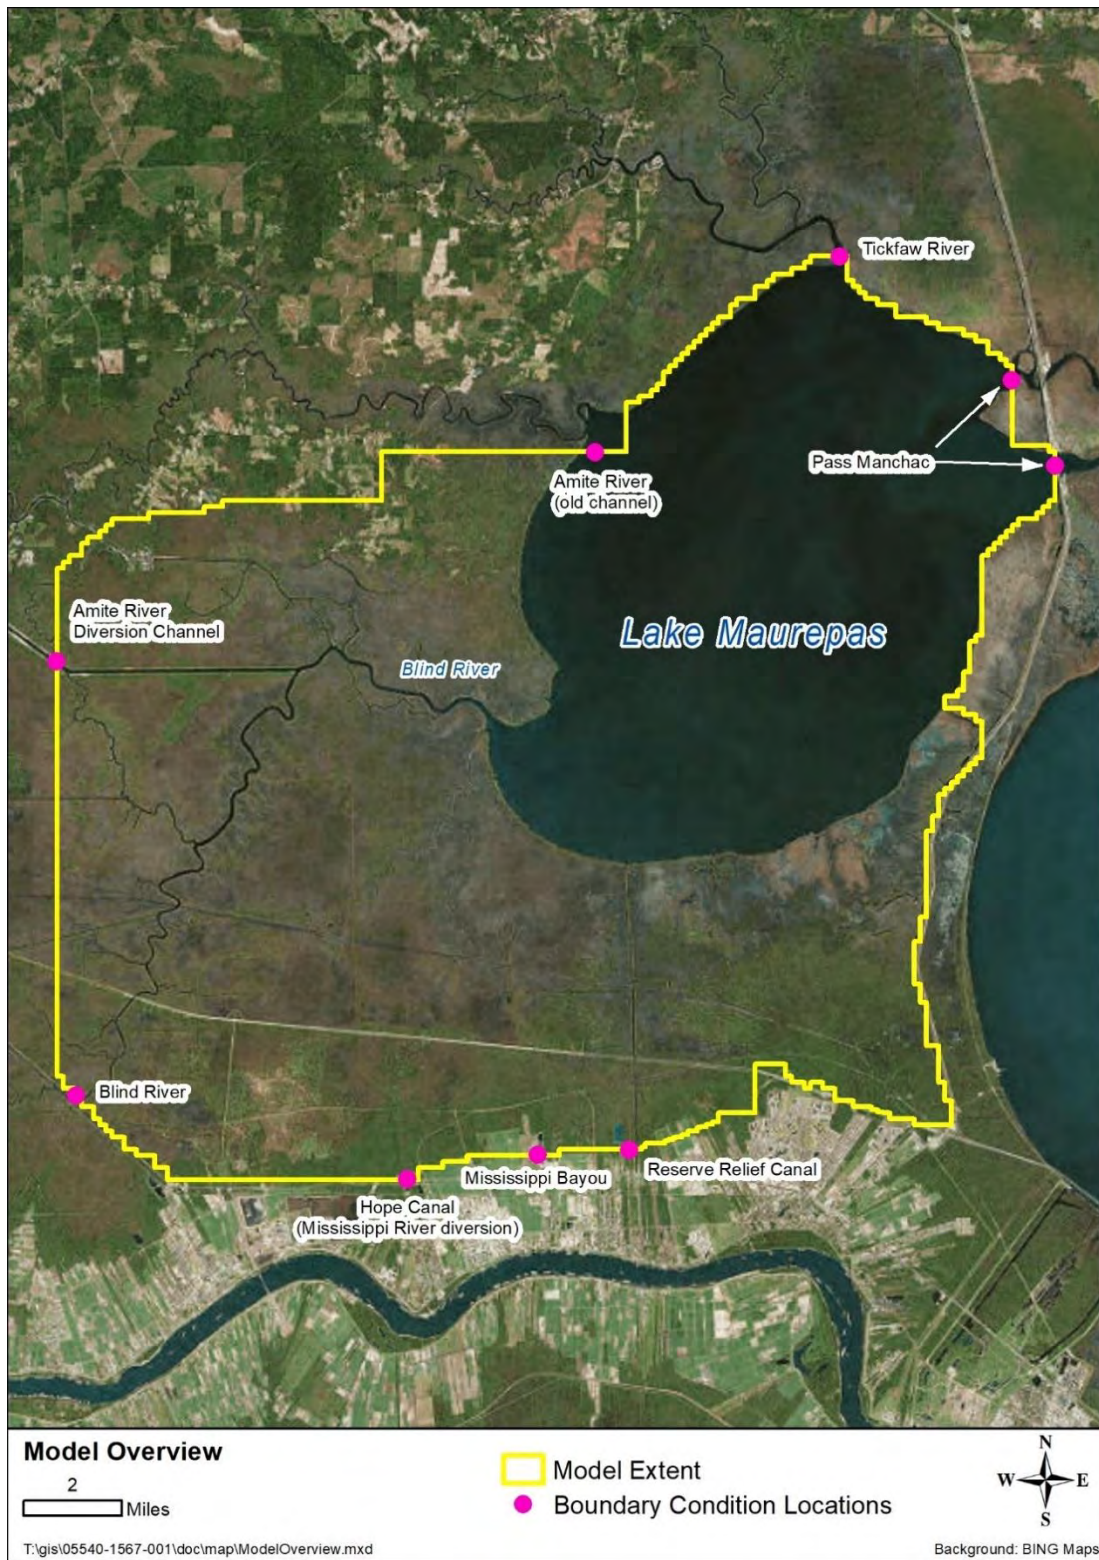 Tickfaw River
Pass Manchac
Amite River
(old channel)
Amite River
Diversion Channel
Lake Maurepas
Blind River
Blind River
Mississippi Bayou
Reserve Relief Canal
Hope Canal
(Mississippi River diversion)
Model Overview
2
Miles
Model Extent
Boundary Condition Locations
N
W
E
S
T:\gis\05540-1567-001\doc\map\ModelOverview.mxd
Background: BING Maps